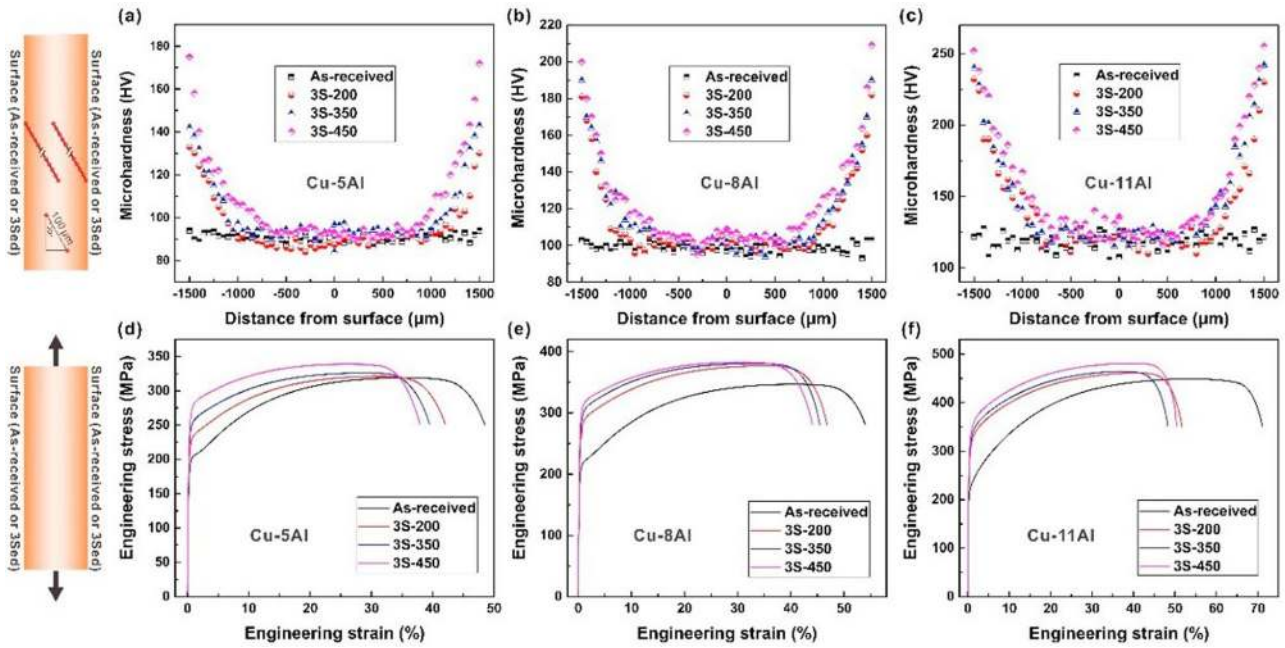 Surface (As-received or 3Sed)
Surface (As-received or 3Sed)
100 μm
(a)
Microhardness (HV)
180
160
140
120
100
80
As-received
3S-200
3S-350
3S-450
Cu-5Al
-1500 -1000 -500 0 500 1000 1500
Distance from surface (μm)
(b)
Microhardness (HV)
220
200
180
160
140
120
100
80
As-received
3S-200
3S-350
3S-450
Cu-8Al
-1500 -1000 -500 0 500 1000 1500
Distance from surface (μm)
(c)
Microhardness (HV)
250
200
150
100
As-received
3S-200
3S-350
3S-450
Cu-11Al
-1500 -1000 -500 0 500 1000 1500
Distance from surface (μm)
Surface (As-received or 3Sed)
Surface (As-received or 3Sed)
(d)
Engineering stress (MPa)
350
300
250
200
150
100
50
0
Cu-5Al
As-received
3S-200
3S-350
3S-450
0 10 20 30 40 50
Engineering strain (%)
(e)
Engineering stress (MPa)
400
300
200
100
0
Cu-8Al
As-received
3S-200
3S-350
3S-450
0 10 20 30 40 50 60
Engineering strain (%)
(f)
Engineering stress (MPa)
500
400
300
200
100
0
Cu-11Al
As-received
3S-200
3S-350
3S-450
0 10 20 30 40 50 60 70
Engineering strain (%)